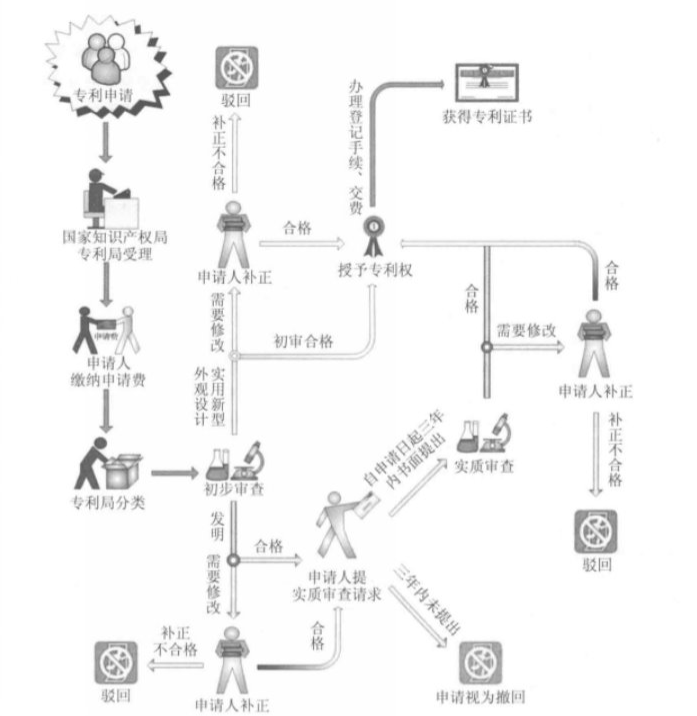 专利申请
国家知识产权局
专利局受理
申请费
申请人
缴纳申请费
专利局分类
初步审查
实用新型
外观设计
需要修改
申请人补正
补正不合格
驳回
初审合格
合格
授予专利权
办理登记手续、交费
获得专利证书
发明
需要修改
合格
申请人补正
补正
不合格
驳回
合格
申请人提
实质审查请求
自申请日起三年
内书面提出
三年内未提出
申请视为撤回
实质审查
合格
需要修改
申请人补正
合格
补正不合格
驳回